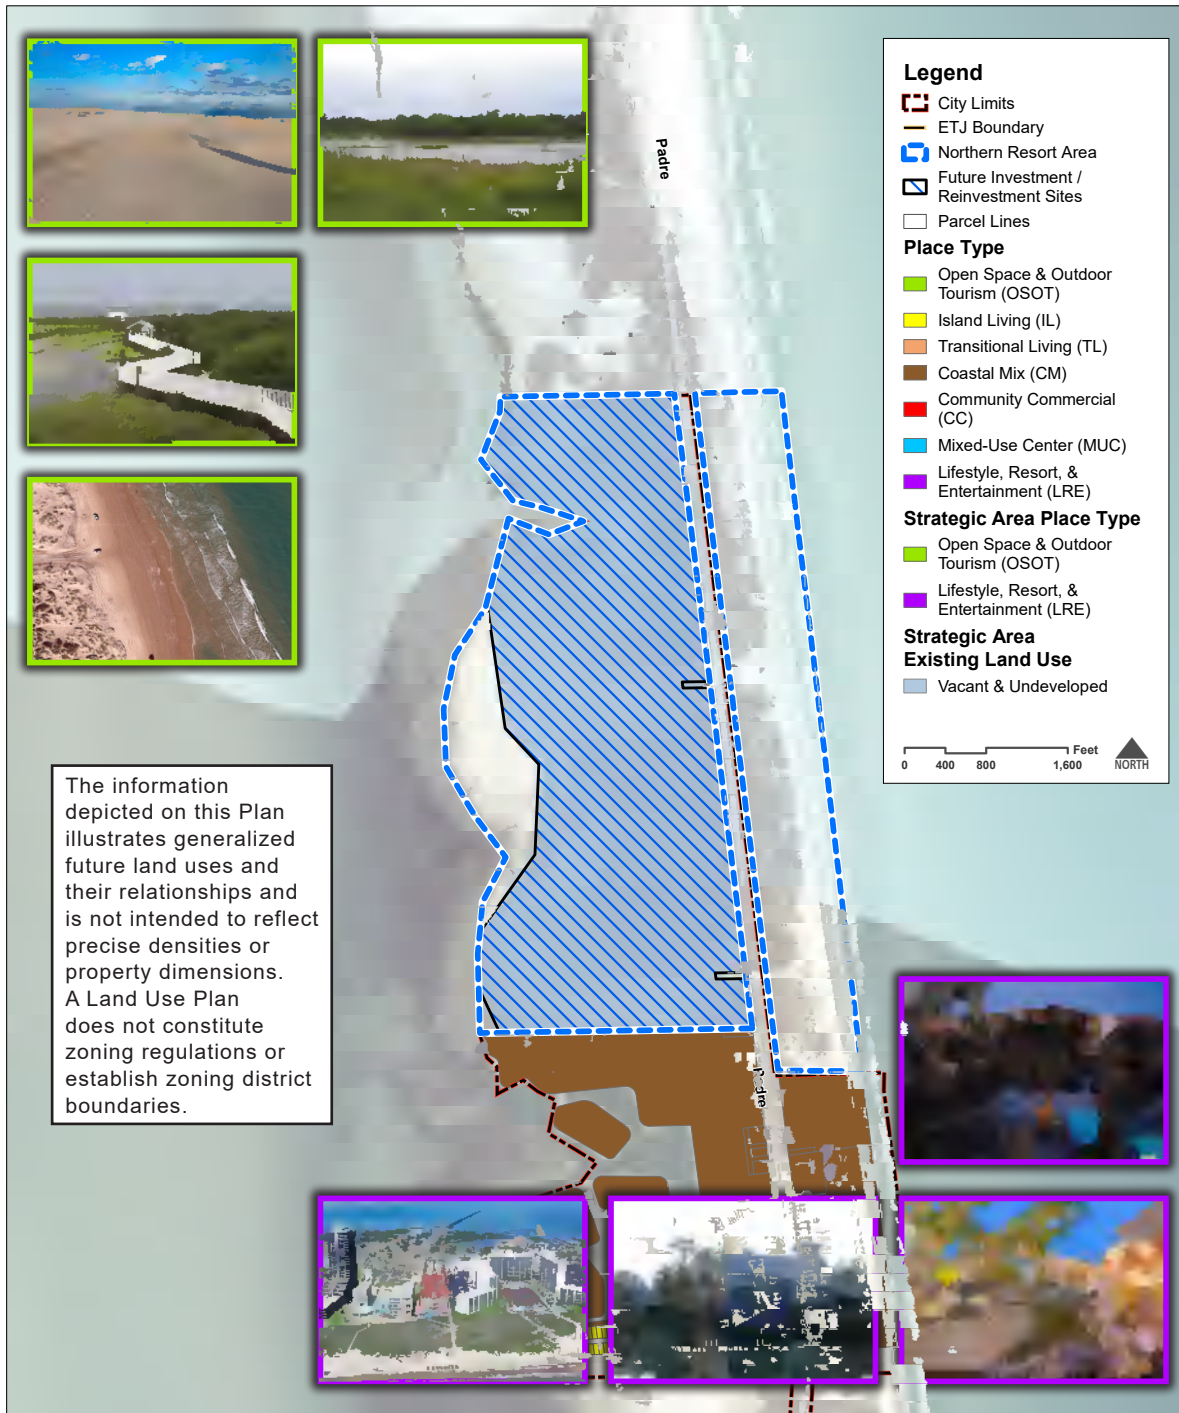 Padre
Legend
City Limits
ETJ Boundary
Northern Resort Area
Future Investment /
Reinvestment Sites
Parcel Lines
Place Type
Open Space & Outdoor
Tourism (OSOT)
Island Living (IL)
Transitional Living (TL)
Coastal Mix (CM)
Community Commercial
(CC)
Mixed-Use Center (MUC)
Lifestyle, Resort, &
Entertainment (LRE)
Strategic Area Place Type
Open Space & Outdoor
Tourism (OSOT)
Lifestyle, Resort, &
Entertainment (LRE)
Strategic Area
Existing Land Use
Vacant & Undeveloped
Feet
0 400 800 1,600 NORTH
The information
depicted on this Plan
illustrates generalized
future land uses and
their relationships and
is not intended to reflect
precise densities or
property dimensions.
A Land Use Plan
does not constitute
zoning regulations or
establish zoning district
boundaries.
Padre